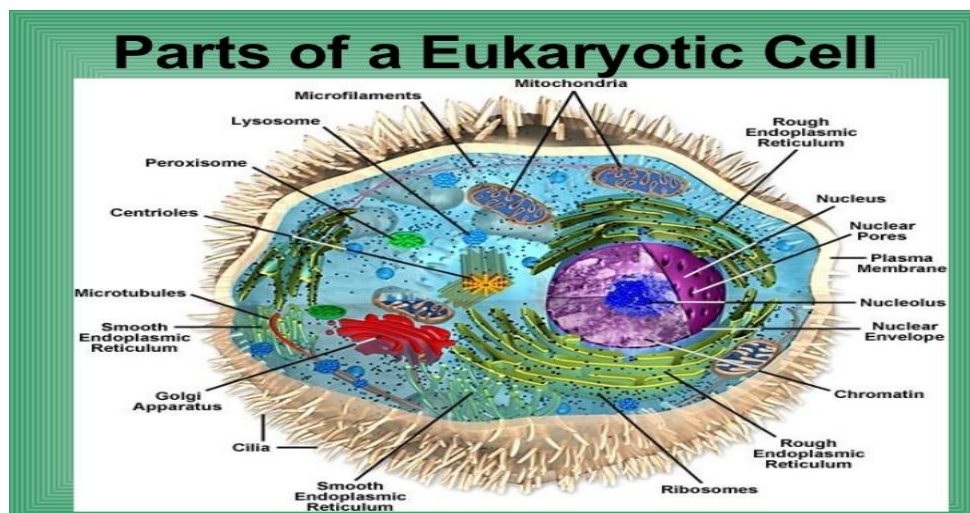 Parts of a Eukaryotic Cell
Mitochondria
Microfilaments
Lysosome
Peroxisome
Centrioles
Microtubules
Smooth
Endoplasmic
Reticulum
Golgi
Apparatus
Cilia
Smooth
Endoplasmic
Reticulum
Rough
Endoplasmic
Reticulum
Nucleus
Nuclear
Pores
Plasma
Membrane
Nucleolus
Nuclear
Envelope
Chromatin
Rough
Endoplasmic
Reticulum
Ribosomes